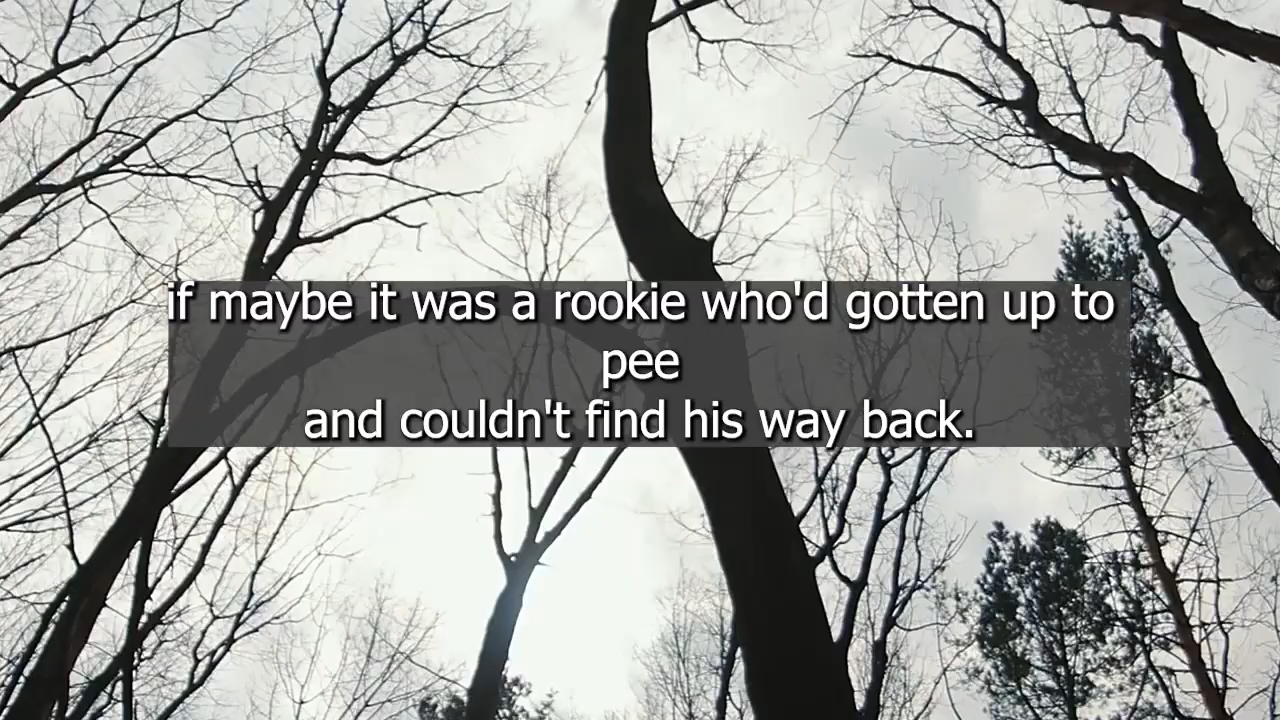 if maybe it was a rookie who'd gotten up to
pee
and couldn't find his way back.